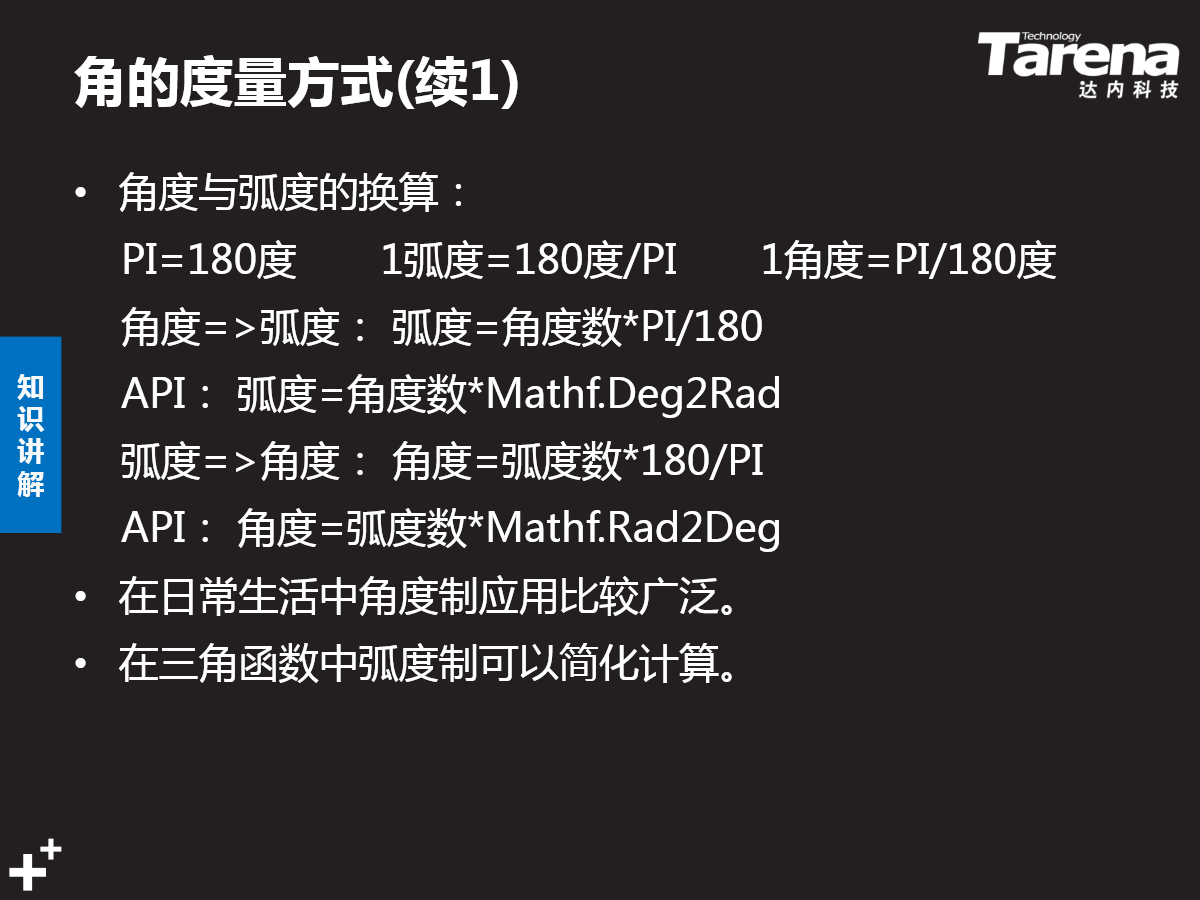 角的度量方式(续1)
Technology
Tarena
达内科技
• 角度与弧度的换算：
PI=180度 1弧度=180度/PI 1角度=PI/180度
角度=>弧度： 弧度=角度数*PI/180
API： 弧度=角度数*Mathf.Deg2Rad
弧度=>角度： 角度=弧度数*180/PI
API： 角度=弧度数*Mathf.Rad2Deg
• 在日常生活中角度制应用比较广泛。
• 在三角函数中弧度制可以简化计算。
知识讲解